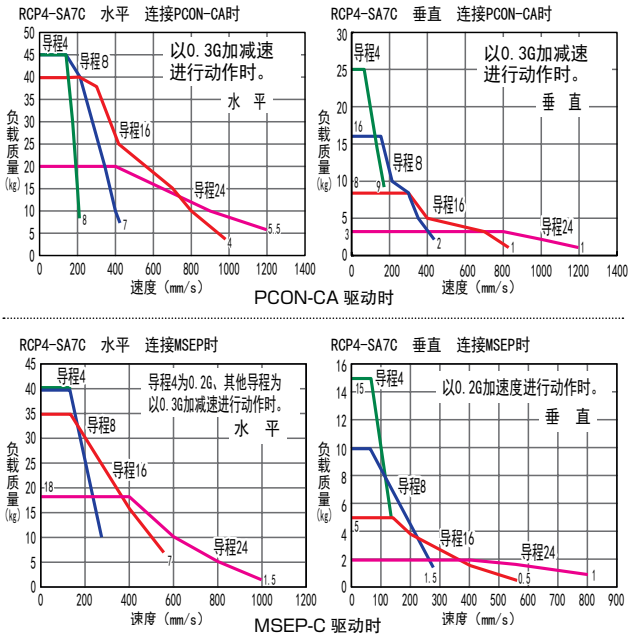 RCP4-SA7C 水平 连接PCON-CA时
50
45
40
35
30
25
20
15
10
5
0
负载质量(kg)
导程4
导程8
以0.3G加减速
进行动作时。
水 平
导程16
导程24
8
7
4
5.5
0 200 400 600 800 1000 1200 1400
速度 (mm/s)
RCP4-SA7C 垂直 连接PCON-CA时
30
25
20
15
10
5
0
负载质量(kg)
导程4
以0.3G加减速
进行动作时。
垂 直
16
导程8
8
9
导程16
导程24
3
2
1
1
0 200 400 600 800 1000 1200 1400
速度 (mm/s)
PCON-CA 驱动时
RCP4-SA7C 水平 连接MSEP时
45
40
35
30
25
20
15
10
5
0
负载质量(kg)
导程4
导程4为0.2G、其他导程为
以0.3G加减速进行动作时。
水 平
导程8
导程16
18
导程24
7
1.5
0 200 400 600 800 1000 1200
速度 (mm/s)
RCP4-SA7C 垂直 连接MSEP时
16
14
12
10
8
6
4
2
0
负载质量(kg)
15
导程4
以0.2G加速度进行动作时。
垂 直
导程8
5
导程16
导程24
1.5
0.5
1
0 100 200 300 400 500 600 700 800 900
速度 (mm/s)
MSEP-C 驱动时